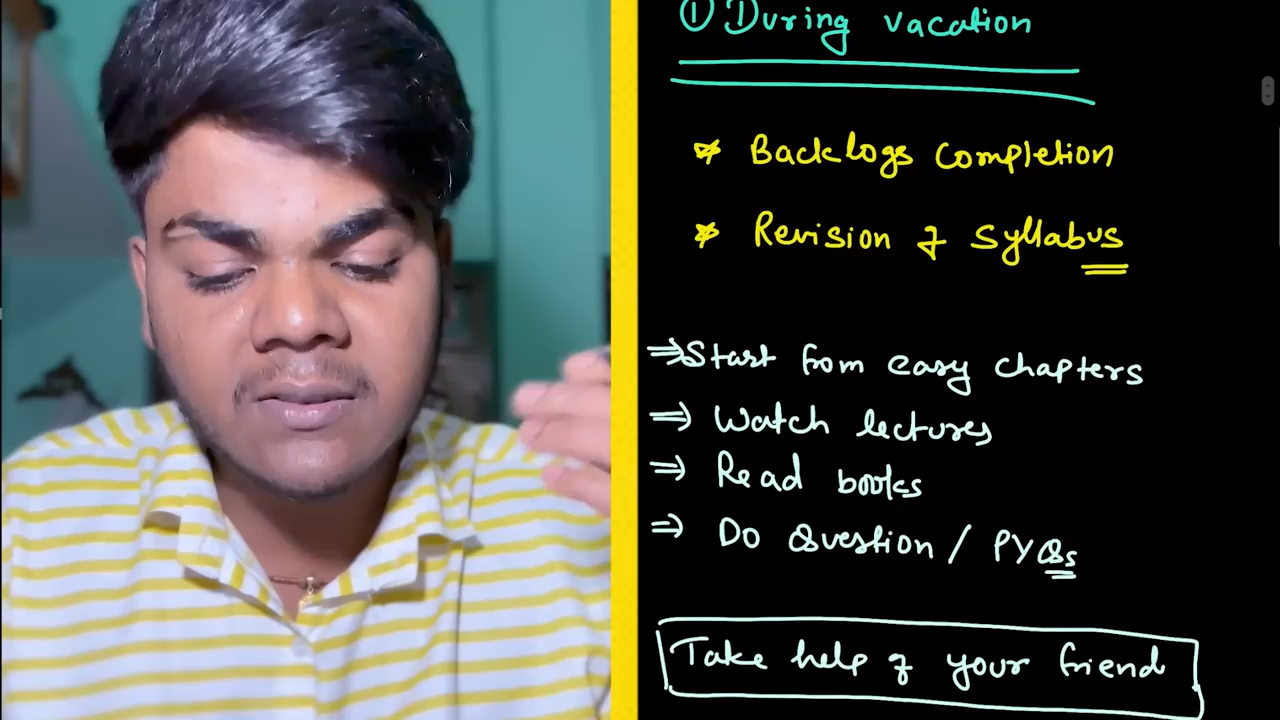 ① During vacation
* Backlogs completion
* Revision of syllabus
⇒ Start from easy chapters
⇒ Watch lectures
⇒ Read books
⇒ Do Question / PYQs
Take help of your friend